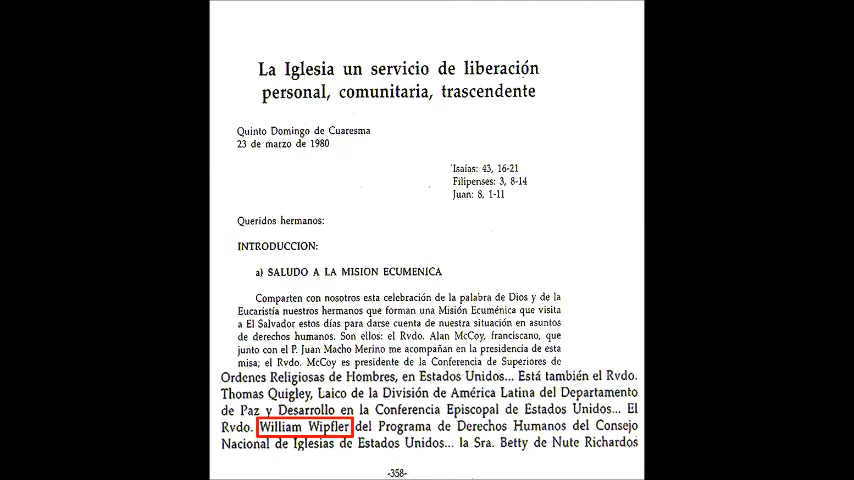 La Iglesia un servicio de liberación
personal, comunitaria, trascendente
Quinto Domingo de Cuaresma
23 de marzo de 1980
Isaías: 43, 16-21
Filipenses: 3, 8-14
Juan: 8, 1-11
Queridos hermanos:
INTRODUCCION:
a) SALUDO A LA MISION ECUMENICA
Comparten con nosotros esta celebración de la palabra de Dios y de la
Eucaristía nuestros hermanos que forman una Misión Ecuménica que visita
a El Salvador estos días para darse cuenta de nuestra situación en asuntos
de derechos humanos. Son ellos: el Rvdo. Alan McCoy, franciscano, que
junto con el P. Juan Macho Merino me acompañan en la presidencia de esta
misa; el Rvdo. McCoy es presidente de la Conferencia de Superiores de
Ordenes Religiosas de Hombres, en Estados Unidos... Está también el Rvdo.
Thomas Quigley, Laico de la División de América Latina del Departamento
de Paz y Desarrollo en la Conferencia Episcopal de Estados Unidos... El
Rvdo. William Wipfler del Programa de Derechos Humanos del Consejo
Nacional de Iglesias de Estados Unidos... la Sra. Betty de Nute Richardos
-358-